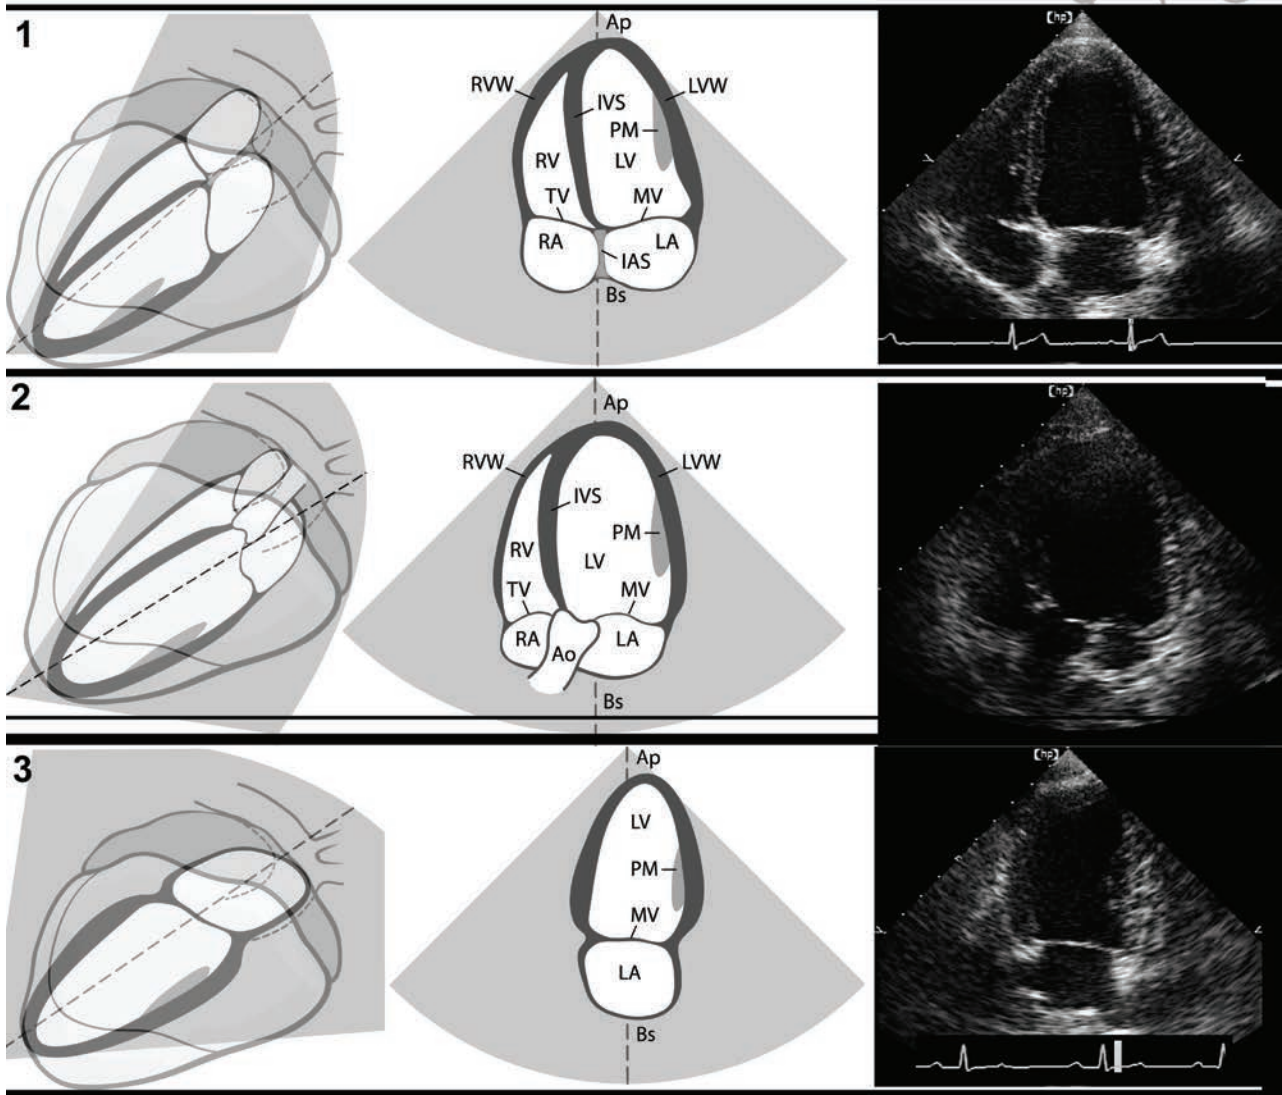 1
Ap
RVW
LVW
IVS
PM
RV
LV
TV
MV
RA
LA
IAS
Bs
[hp]
2
Ap
RVW
LVW
IVS
PM
RV
LV
TV
MV
RA
LA
Ao
Bs
[hp]
3
Ap
LV
PM
MV
LA
Bs
[hp]